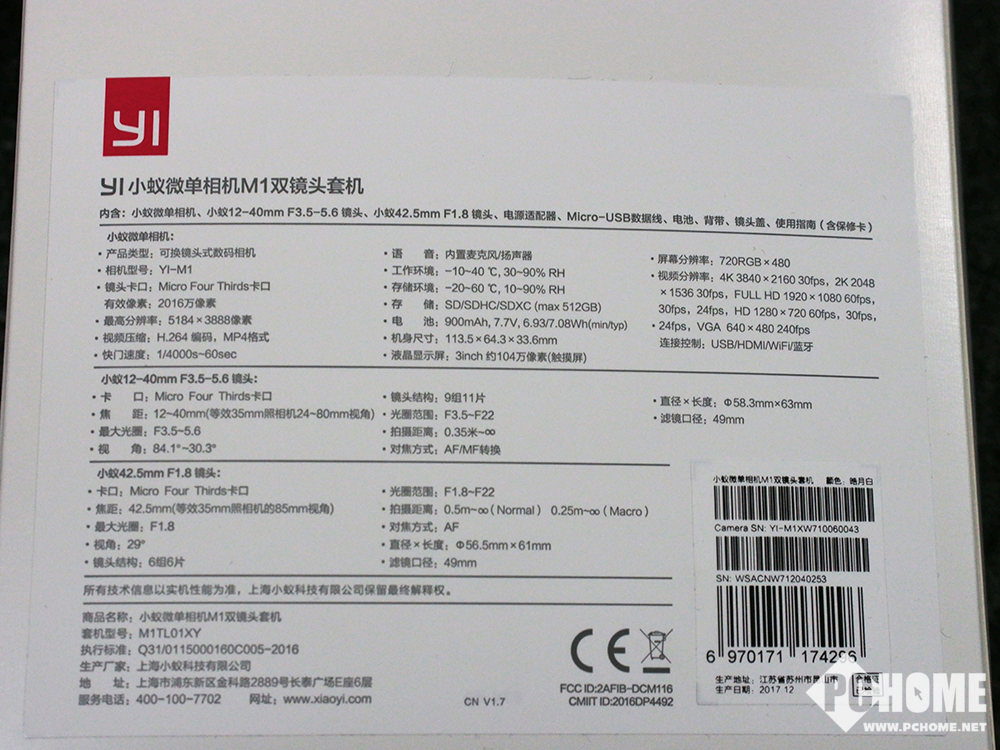 YI
YI小蚁微单相机M1双镜头套机
内含：小蚁微单相机、小蚁12-40mm F3.5-5.6 镜头、小蚁42.5mm F1.8 镜头、电源适配器、Micro-USB数据线、电池、背带、镜头盖、使用指南（含保修卡）
小蚁微单相机：
· 产品类型：可换镜头式数码相机
· 相机型号：YI-M1
· 镜头卡口：Micro Four Thirds卡口
有效像素：2016万像素
· 最高分辨率：5184×3888像素
· 视频压缩：H.264 编码，MP4格式
· 快门速度：1/4000s~60sec
· 语 音：内置麦克风/扬声器
· 工作环境：-10~40 ℃, 30~90% RH
· 存储环境：-20~60 ℃, 10~90% RH
· 存 储：SD/SDHC/SDXC (max 512GB)
· 电 池：900mAh, 7.7V, 6.93/7.08Wh(min/typ)
· 机身尺寸：113.5×64.3×33.6mm
· 液晶显示屏：3inch 约104万像素(触摸屏)
· 屏幕分辨率：720RGB×480
· 视频分辨率：4K 3840×2160 30fps, 2K 2048
×1536 30fps, FULL HD 1920×1080 60fps,
30fps, 24fps, HD 1280×720 60fps, 30fps,
· 24fps, VGA 640×480 240fps
连接控制：USB/HDMI/WiFi/蓝牙
小蚁12-40mm F3.5-5.6 镜头：
· 卡 口：Micro Four Thirds卡口
· 焦 距：12~40mm(等效35mm照相机24~80mm视角)
· 最大光圈：F3.5~5.6
· 视 角：84.1°~30.3°
· 镜头结构：9组11片
· 光圈范围：F3.5~F22
· 拍摄距离：0.35米~∞
· 对焦方式：AF/MF转换
· 直径×长度：Φ58.3mm×63mm
· 滤镜口径：49mm
小蚁42.5mm F1.8 镜头：
· 卡口：Micro Four Thirds卡口
· 焦距：42.5mm(等效35mm照相机的85mm视角)
· 最大光圈：F1.8
· 视角：29°
· 镜头结构：6组6片
· 光圈范围：F1.8~F22
· 拍摄距离：0.5m~∞(Normal) 0.25m~∞(Macro)
· 对焦方式：AF
· 直径×长度：Φ56.5mm×61mm
· 滤镜口径：49mm
所有技术信息以实机性能为准，上海小蚁科技有限公司保留最终解释权。
商品名称：小蚁微单相机M1双镜头套机
套机型号：M1TL01XY
执行标准：Q31/0115000160C005-2016
生产厂家：上海小蚁科技有限公司
地 址：上海市浦东新区金科路2889号长泰广场E座6层
服务电话：400-100-7702 网址：www.xiaoyi.com
CN V1.7
CE
FCC ID:2AFIB-DCM116
CMIIT ID:2016DP4492
小蚁微单相机M1双镜头套机 颜色：皓月白
Camera SN: YI-M1XW710060043
SN: WSACNW712040253
6 970171 174296
生产地址：江苏省苏州市昆山市
生产日期：2017.12
合格
PCHOME
WWW.PCHOME.NET